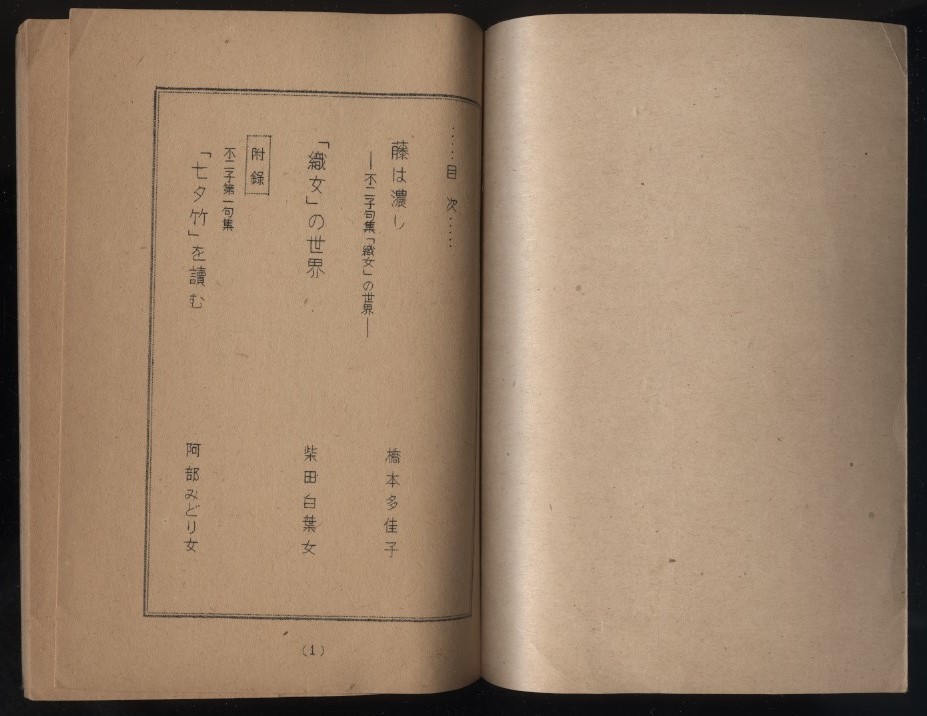 ……目次……
藤は濃し
―不二子句集「織女」の世界―
橋本多佳子
「織女」の世界
柴田白葉女
附錄
不二子第一句集
「七夕竹」を讀む
阿部みどり女
(1)